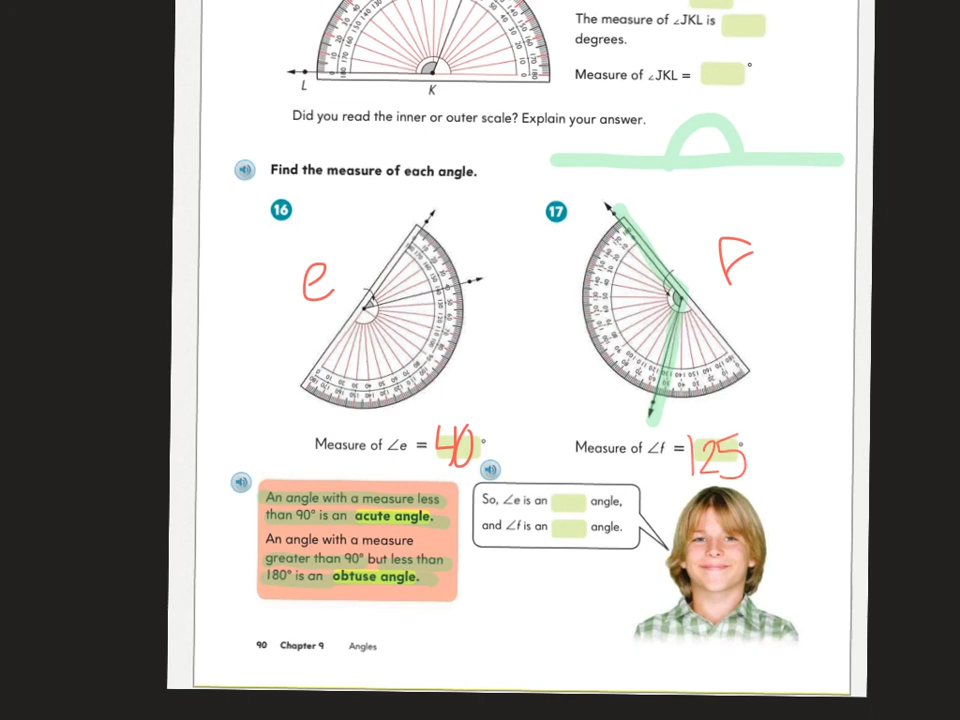 The measure of ∠JKL is
degrees.
Measure of ∠JKL = °
L
K
Did you read the inner or outer scale? Explain your answer.
Find the measure of each angle.
16
17
e
Measure of ∠e = 40°
Measure of ∠f = 125°
An angle with a measure less
than 90° is an acute angle.
An angle with a measure
greater than 90° but less than
180° is an obtuse angle.
So, ∠e is an angle,
and ∠f is an angle.
90 Chapter 9 Angles